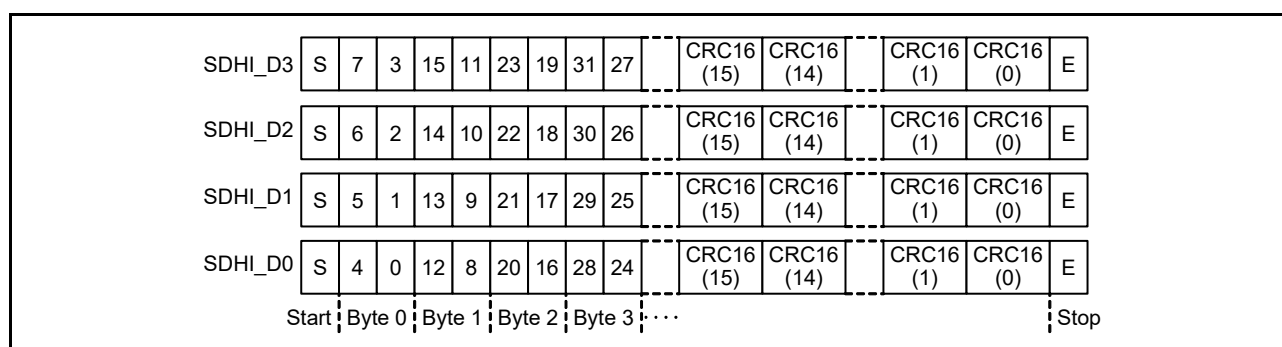 SDHI_D3 S 7 3 15 11 23 19 31 27 CRC16 (15) CRC16 (14) CRC16 (1) CRC16 (0) E
SDHI_D2 S 6 2 14 10 22 18 30 26 CRC16 (15) CRC16 (14) CRC16 (1) CRC16 (0) E
SDHI_D1 S 5 1 13 9 21 17 29 25 CRC16 (15) CRC16 (14) CRC16 (1) CRC16 (0) E
SDHI_D0 S 4 0 12 8 20 16 28 24 CRC16 (15) CRC16 (14) CRC16 (1) CRC16 (0) E
Start Byte 0 Byte 1 Byte 2 Byte 3 ···· Stop